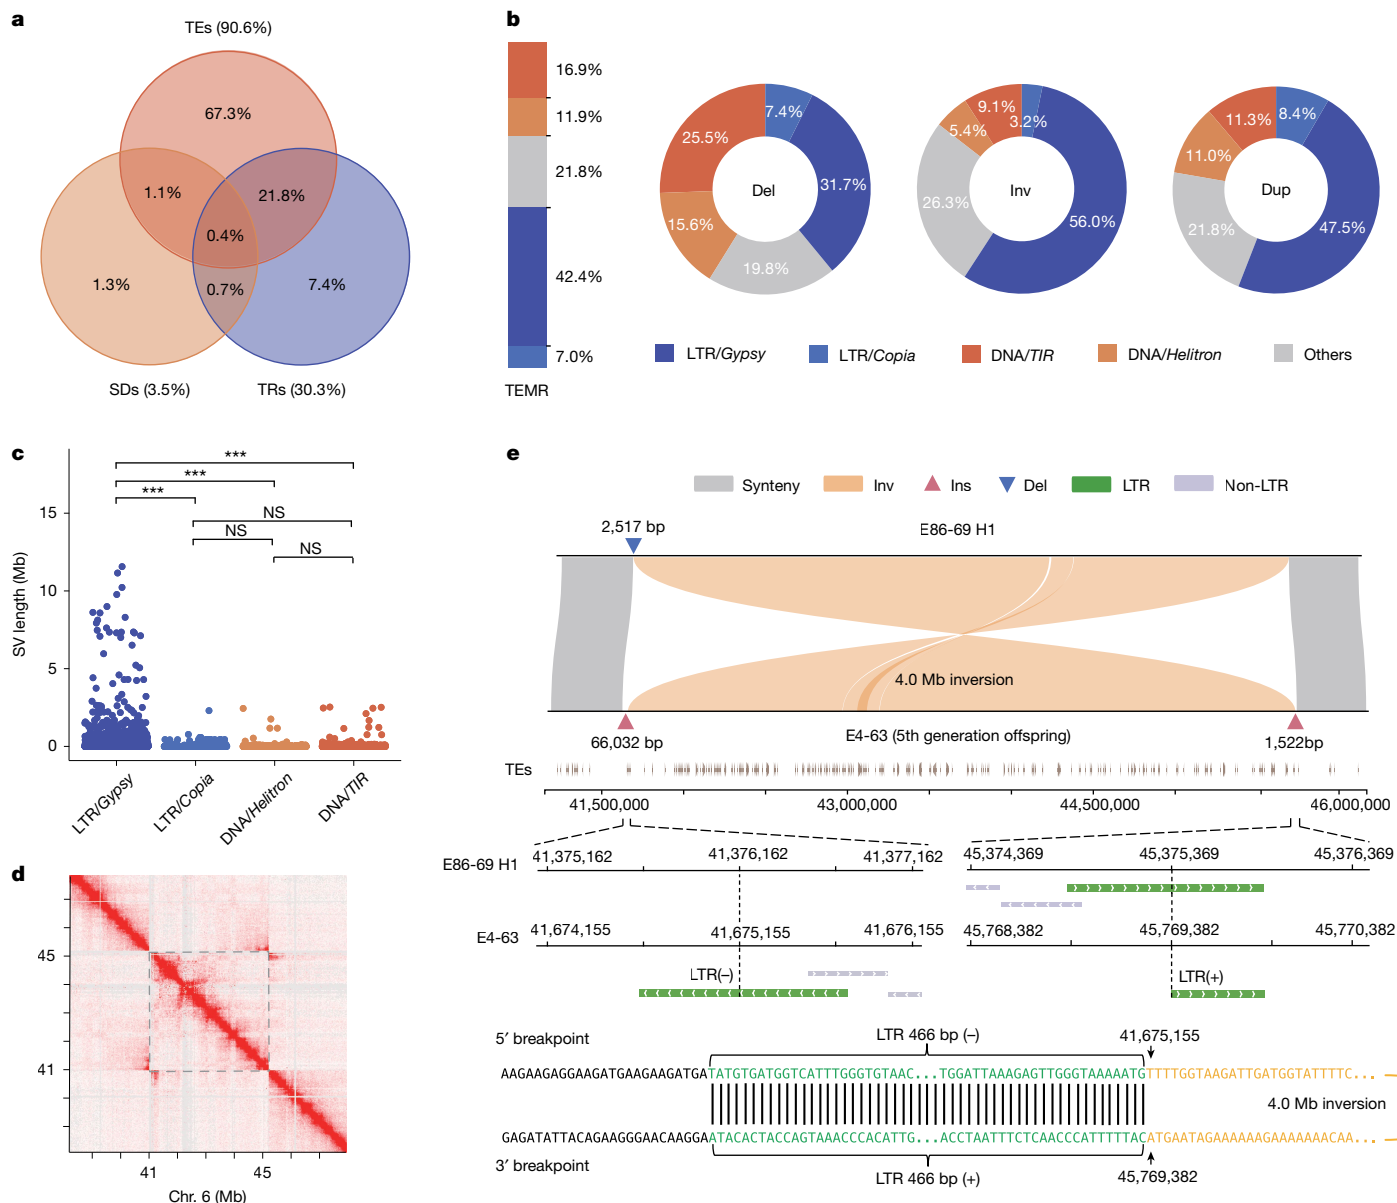 a
TEs (90.6%)
67.3%
1.1%
21.8%
0.4%
1.3%
0.7%
7.4%
SDs (3.5%)
TRs (30.3%)
b
16.9%
11.9%
21.8%
42.4%
7.0%
TEMR
7.4%
25.5%
31.7%
Del
15.6%
19.8%
9.1%
3.2%
5.4%
Inv
26.3%
56.0%
11.3%
8.4%
11.0%
Dup
21.8%
47.5%
LTR/Gypsy
LTR/Copia
DNA/TIR
DNA/Helitron
Others
c
***
***
***
NS
NS
NS
15
10
5
0
SV length (Mb)
LTR/Gypsy
LTR/Copia
DNA/Helitron
DNA/TIR
d
45
41
41
45
Chr. 6 (Mb)
e
Synteny
Inv
Ins
Del
LTR
Non-LTR
2,517 bp
E86-69 H1
4.0 Mb inversion
66,032 bp
E4-63 (5th generation offspring)
1,522bp
TEs
41,500,000
43,000,000
44,500,000
46,000,000
E86-69 H1
41,375,162
41,376,162
41,377,162
45,374,369
45,375,369
45,376,369
E4-63
41,674,155
41,675,155
41,676,155
45,768,382
45,769,382
45,770,382
LTR(–)
LTR(+)
5′ breakpoint
LTR 466 bp (–)
41,675,155
AAGAAGAGGAAGATGAAGAAGATGATATGTGATGGTCATTTGGGTGTAAC...TGGATTAAAGAGTTGGGTAAAAATGTTTTGGTAAGATTGATGGTATTTTC...
4.0 Mb inversion
GAGATATTACAGAAGGGAACAAGGAATACACTACCAGTAAACCCACATTG...ACCTAATTTCTCAACCCATTTTTACATGAATAGAAAAAAGAAAAAAACAA...
3′ breakpoint
LTR 466 bp (+)
45,769,382